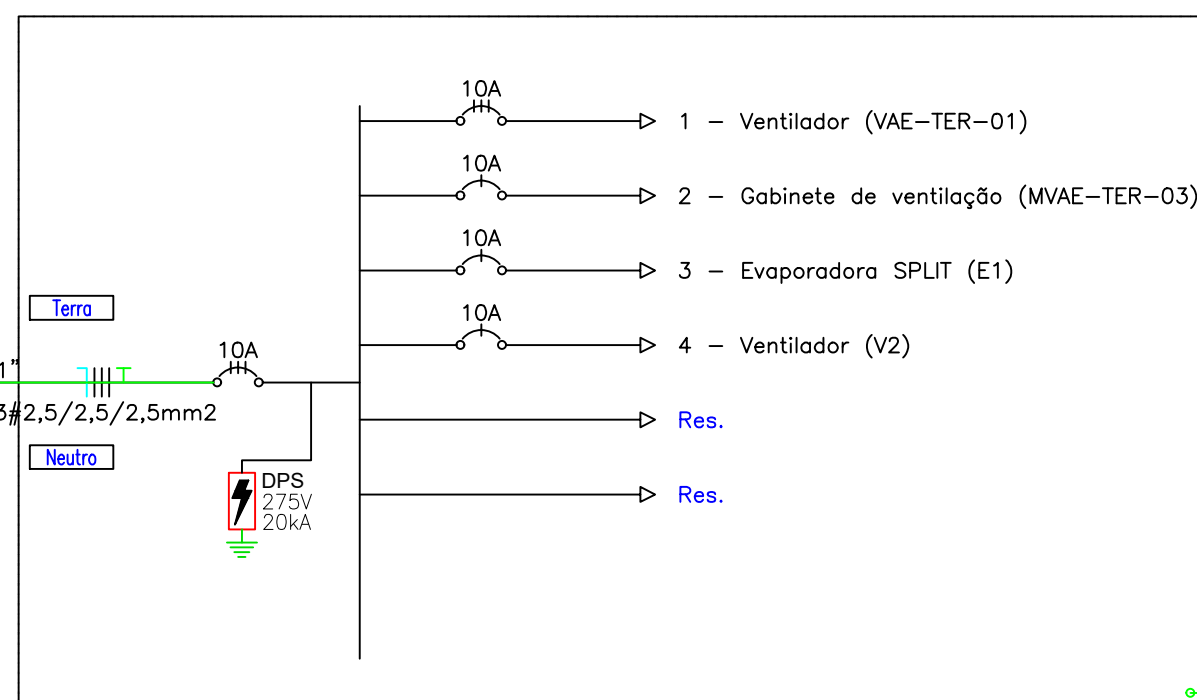 10A
1 – Ventilador (VAE–TER–01)
10A
2 – Gabinete de ventilação (MVAE–TER–03)
10A
3 – Evaporadora SPLIT (E1)
Terra
10A
4 – Ventilador (V2)
1"
10A
3#2,5/2,5/2,5mm2
Res.
Neutro
DPS
275V
20kA
Res.